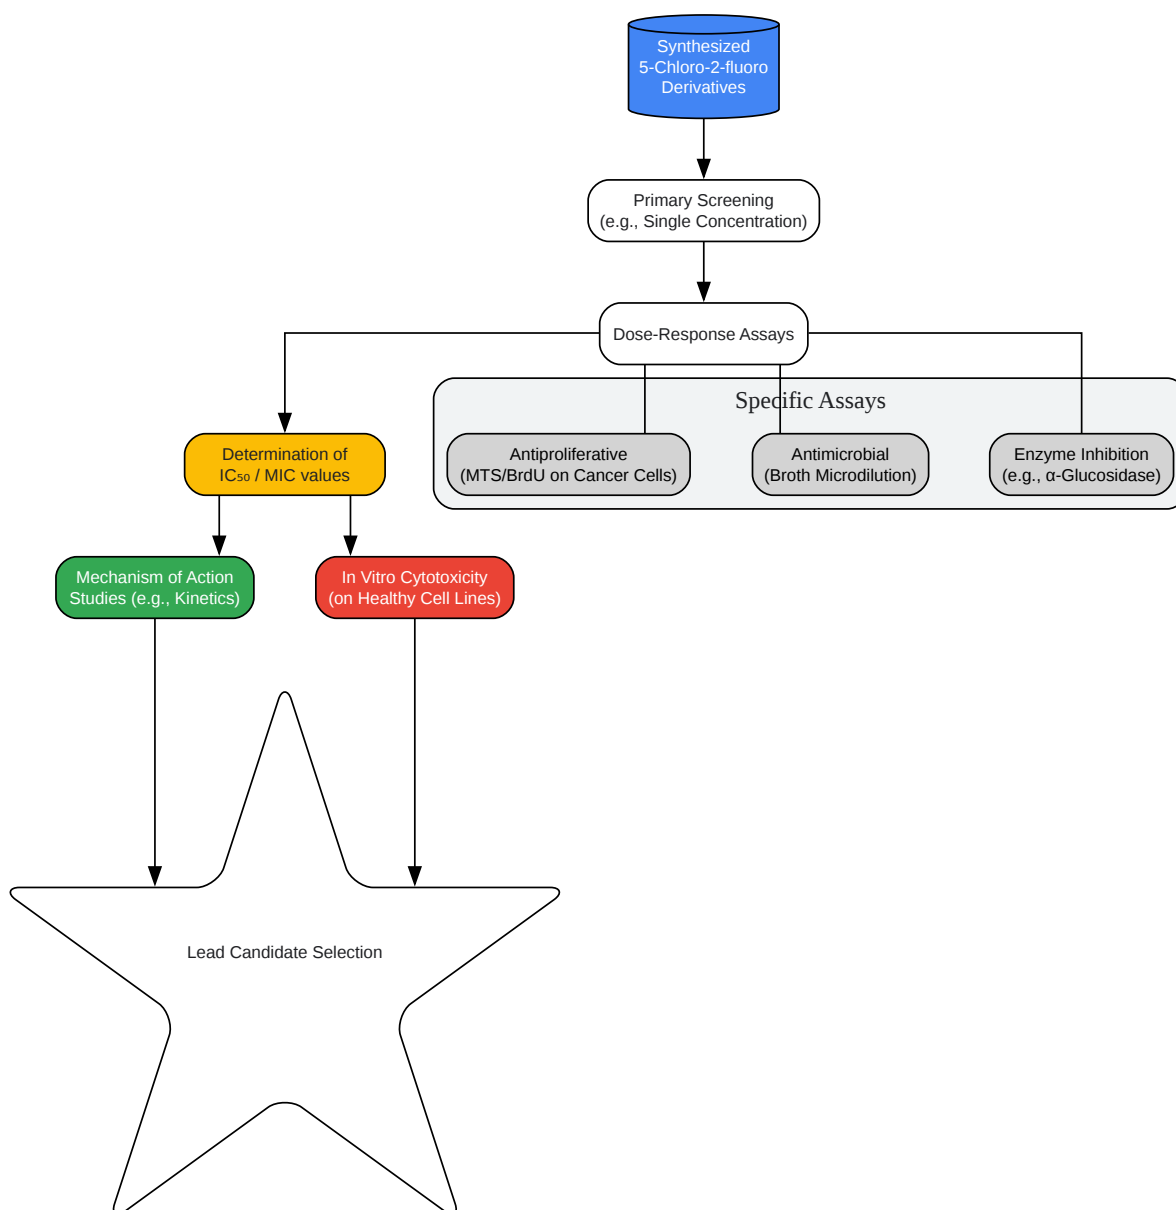 Synthesized
5-Chloro-2-fluoro
Derivatives
Primary Screening
(e.g., Single Concentration)
Dose-Response Assays
Specific Assays
Determination of
IC₅₀ / MIC values
Antiproliferative
(MTS/BrdU on Cancer Cells)
Antimicrobial
(Broth Microdilution)
Enzyme Inhibition
(e.g., α-Glucosidase)
Mechanism of Action
Studies (e.g., Kinetics)
In Vitro Cytotoxicity
(on Healthy Cell Lines)
Lead Candidate Selection